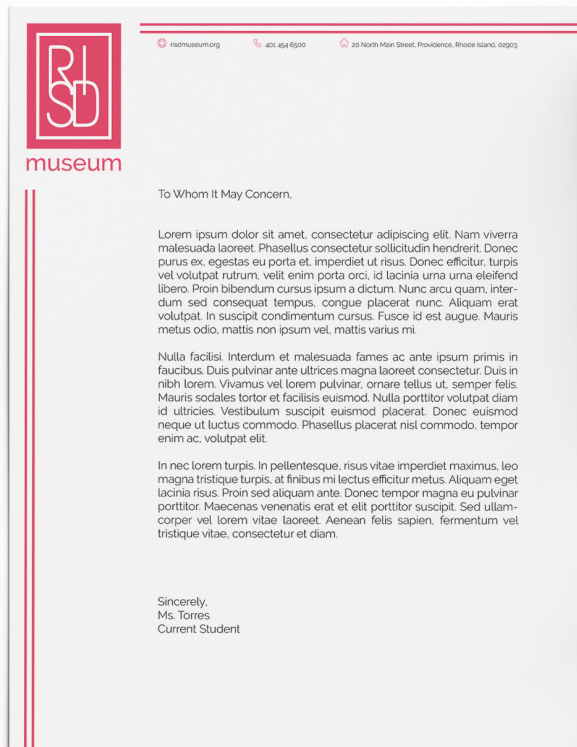 RISD
museum
risdmuseum.org 401 454 6500 20 North Main Street, Providence, Rhode Island, 02903
To Whom It May Concern,
Lorem ipsum dolor sit amet, consectetur adipiscing elit. Nam viverra
malesuada laoreet. Phasellus consectetur sollicitudin hendrerit. Donec
purus ex, egestas eu porta et, imperdiet ut risus. Donec efficitur, turpis
vel volutpat rutrum, velit enim porta orci, id lacinia urna urna eleifend
libero. Proin bibendum cursus ipsum a dictum. Nunc arcu quam, inter-
dum sed consequat tempus, congue placerat nunc. Aliquam erat
volutpat. In suscipit condimentum cursus. Fusce id est augue. Mauris
metus odio, mattis non ipsum vel, mattis varius mi.
Nulla facilisi. Interdum et malesuada fames ac ante ipsum primis in
faucibus. Duis pulvinar ante ultrices magna laoreet consectetur. Duis in
nibh lorem. Vivamus vel lorem pulvinar, ornare tellus ut, semper felis.
Mauris sodales tortor et facilisis euismod. Nulla porttitor volutpat diam
id ultricies. Vestibulum suscipit euismod placerat. Donec euismod
neque ut luctus commodo. Phasellus placerat nisl commodo, tempor
enim ac, volutpat elit.
In nec lorem turpis. In pellentesque, risus vitae imperdiet maximus, leo
magna tristique turpis, at finibus mi lectus efficitur metus. Aliquam eget
lacinia risus. Proin sed aliquam ante. Donec tempor magna eu pulvinar
porttitor. Maecenas venenatis erat et elit porttitor suscipit. Sed ullam-
corper vel lorem vitae laoreet. Aenean felis sapien, fermentum vel
tristique vitae, consectetur et diam.
Sincerely,
Ms. Torres
Current Student